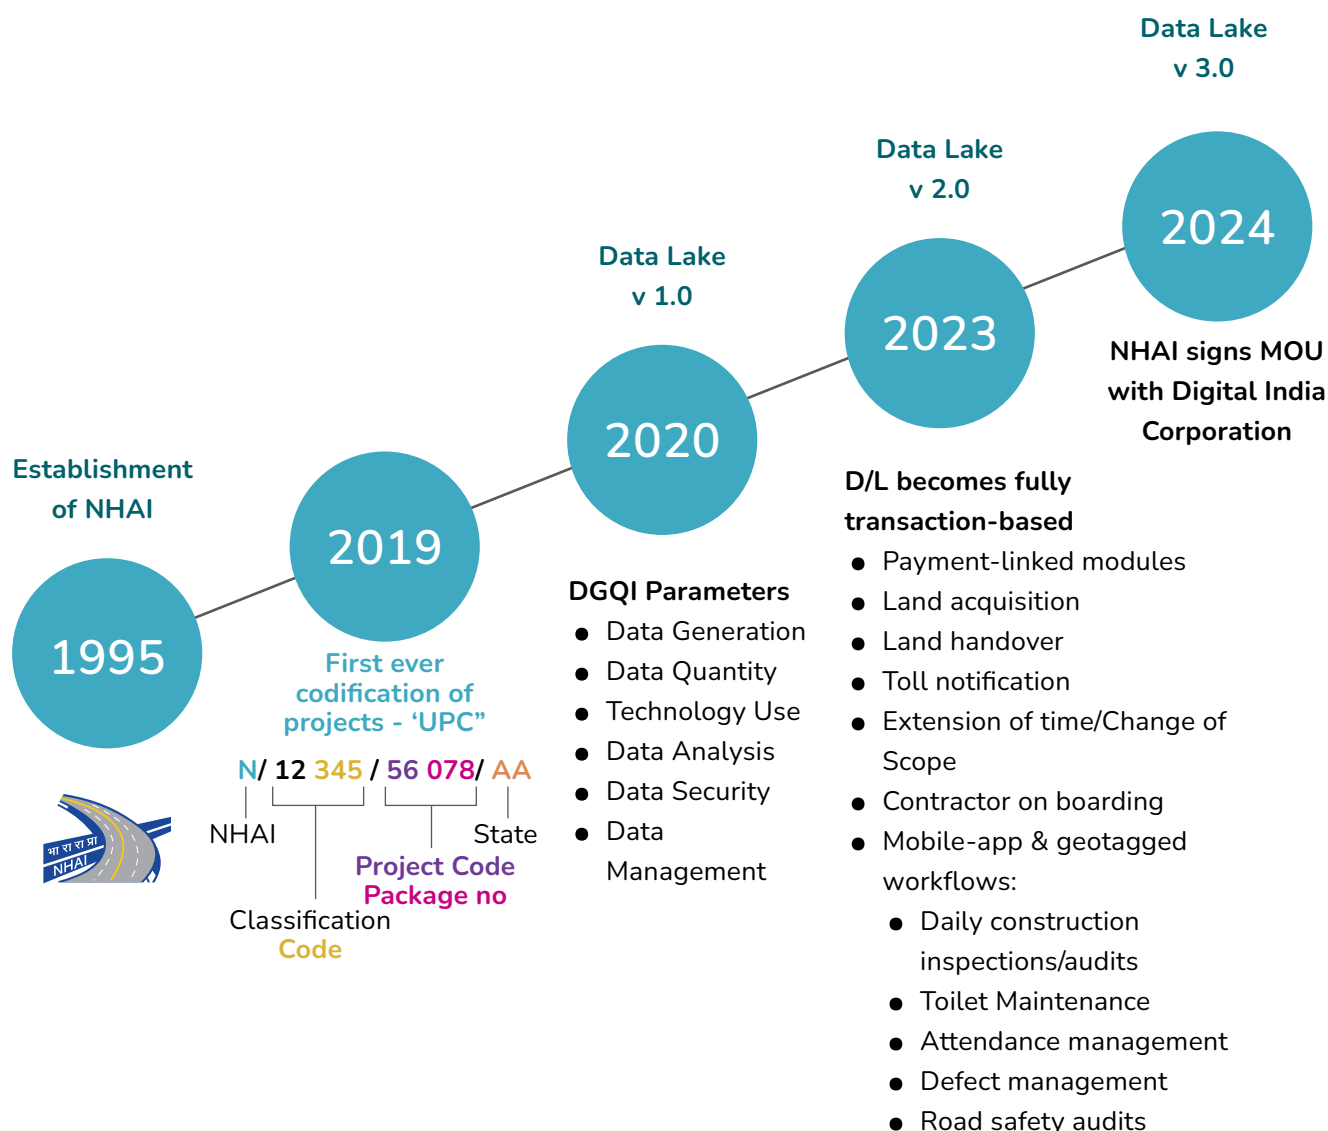 Establishment
of NHAI
1995
भा रा रा प्रा
NHAI
2019
First ever
codification of
projects - ‘UPC”
N/ 12 345 / 56 078/ AA
NHAI
State
Project Code
Package no
Classification
Code
Data Lake
v 1.0
2020
DGQI Parameters
● Data Generation
● Data Quantity
● Technology Use
● Data Analysis
● Data Security
● Data
Management
Data Lake
v 2.0
2023
D/L becomes fully
transaction-based
● Payment-linked modules
● Land acquisition
● Land handover
● Toll notification
● Extension of time/Change of
Scope
● Contractor on boarding
● Mobile-app & geotagged
workflows:
● Daily construction
inspections/audits
● Toilet Maintenance
● Attendance management
● Defect management
● Road safety audits
Data Lake
v 3.0
2024
NHAI signs MOU
with Digital India
Corporation